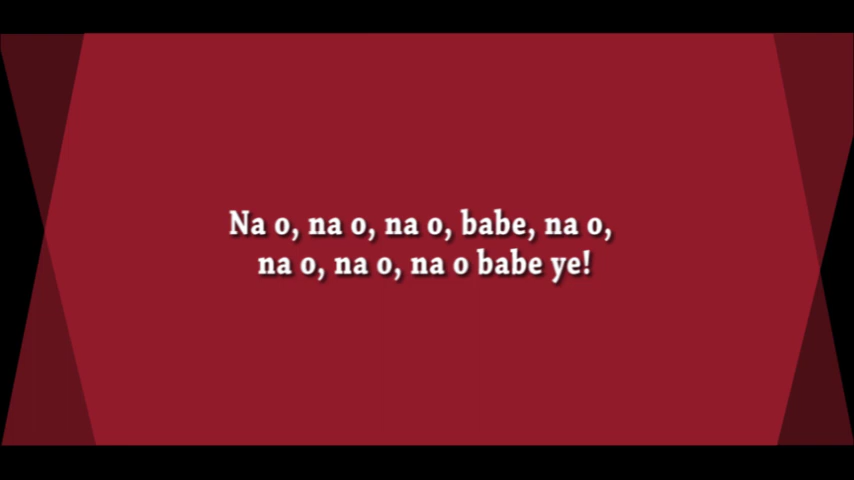 Na o, na o, na o, babe, na o,
na o, na o, na o babe ye!